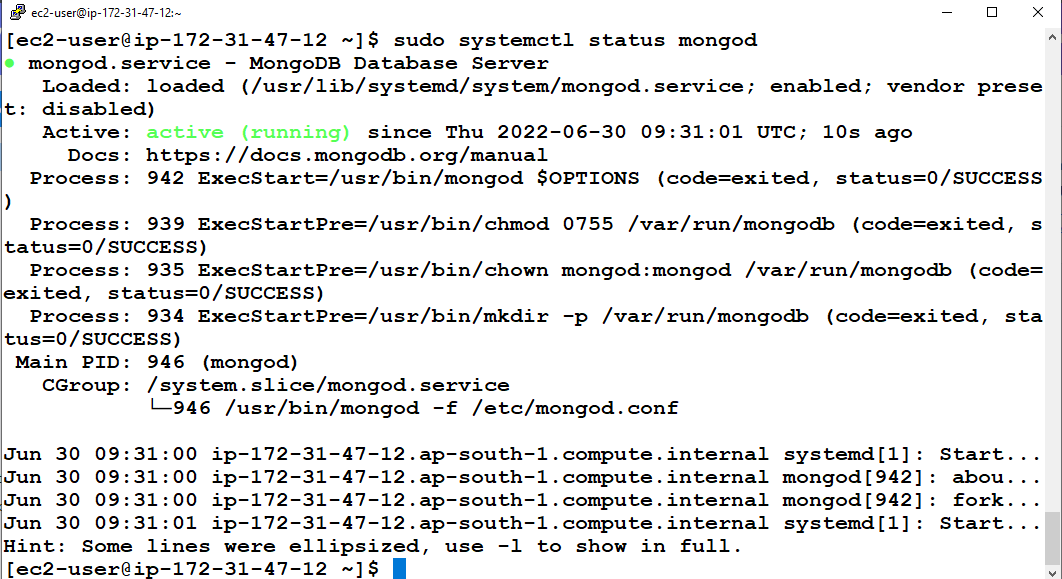 ec2-user@ip-172-31-47-12:~
[ec2-user@ip-172-31-47-12 ~]$ sudo systemctl status mongod
● mongod.service - MongoDB Database Server
   Loaded: loaded (/usr/lib/systemd/system/mongod.service; enabled; vendor prese
t: disabled)
   Active: active (running) since Thu 2022-06-30 09:31:01 UTC; 10s ago
     Docs: https://docs.mongodb.org/manual
  Process: 942 ExecStart=/usr/bin/mongod $OPTIONS (code=exited, status=0/SUCCESS
)
  Process: 939 ExecStartPre=/usr/bin/chmod 0755 /var/run/mongodb (code=exited, s
tatus=0/SUCCESS)
  Process: 935 ExecStartPre=/usr/bin/chown mongod:mongod /var/run/mongodb (code=
exited, status=0/SUCCESS)
  Process: 934 ExecStartPre=/usr/bin/mkdir -p /var/run/mongodb (code=exited, sta
tus=0/SUCCESS)
 Main PID: 946 (mongod)
   CGroup: /system.slice/mongod.service
           └─946 /usr/bin/mongod -f /etc/mongod.conf
Jun 30 09:31:00 ip-172-31-47-12.ap-south-1.compute.internal systemd[1]: Start...
Jun 30 09:31:00 ip-172-31-47-12.ap-south-1.compute.internal mongod[942]: abou...
Jun 30 09:31:00 ip-172-31-47-12.ap-south-1.compute.internal mongod[942]: fork...
Jun 30 09:31:01 ip-172-31-47-12.ap-south-1.compute.internal systemd[1]: Start...
Hint: Some lines were ellipsized, use -l to show in full.
[ec2-user@ip-172-31-47-12 ~]$